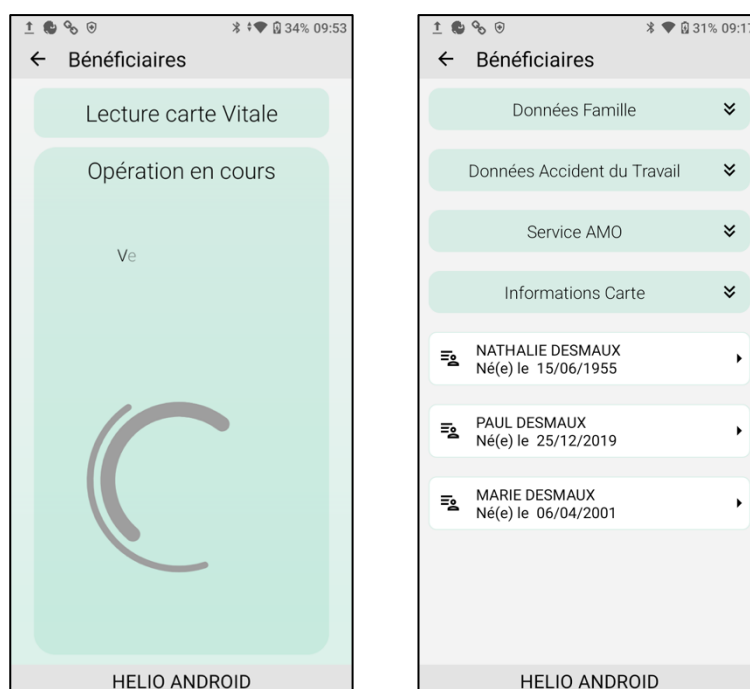 34% 09:53
Bénéficiaires
Lecture carte Vitale
Opération en cours
Ve
HELIO ANDROID
31% 09:17
Bénéficiaires
Données Famille
Données Accident du Travail
Service AMO
Informations Carte
NATHALIE DESMAUX
Né(e) le 15/06/1955
PAUL DESMAUX
Né(e) le 25/12/2019
MARIE DESMAUX
Né(e) le 06/04/2001
HELIO ANDROID